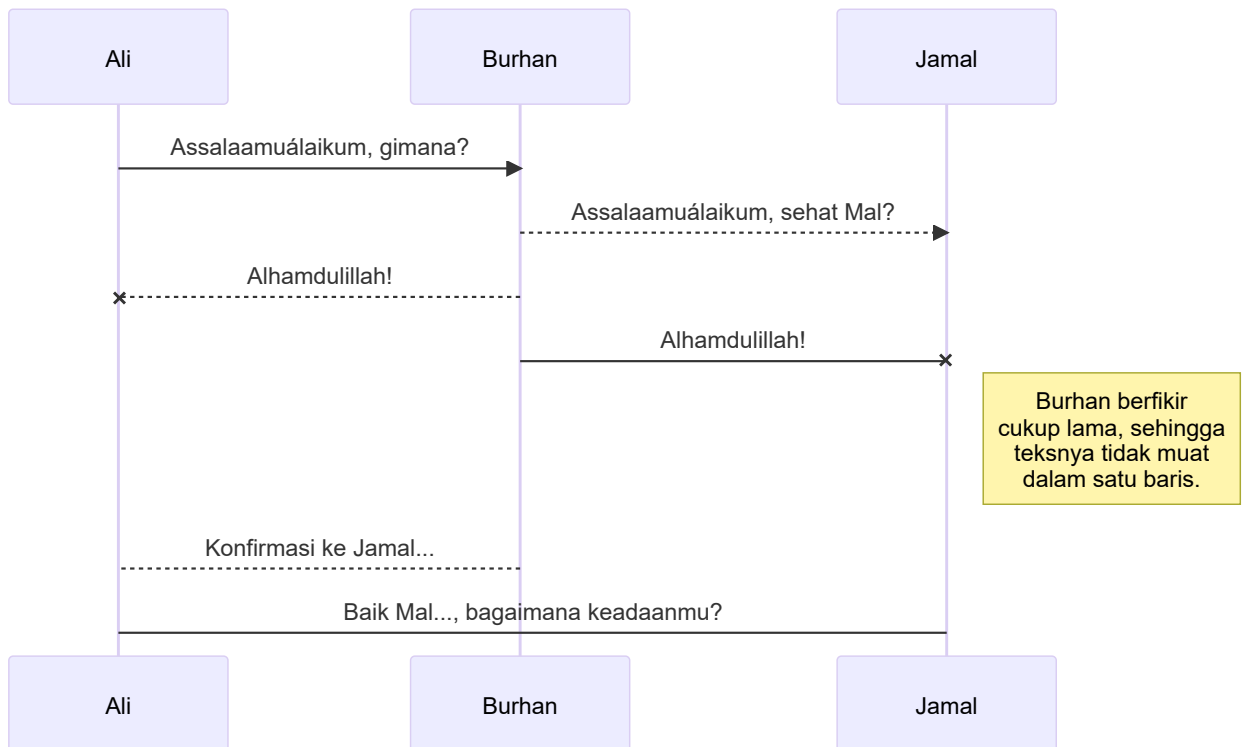 Ali
Burhan
Jamal
Assalaamuálaikum, gimana?
Assalaamuálaikum, sehat Mal?
Alhamdulillah!
Alhamdulillah!
Burhan berfikir
cukup lama, sehingga
teksnya tidak muat
dalam satu baris.
Konfirmasi ke Jamal...
Baik Mal..., bagaimana keadaanmu?
Ali
Burhan
Jamal